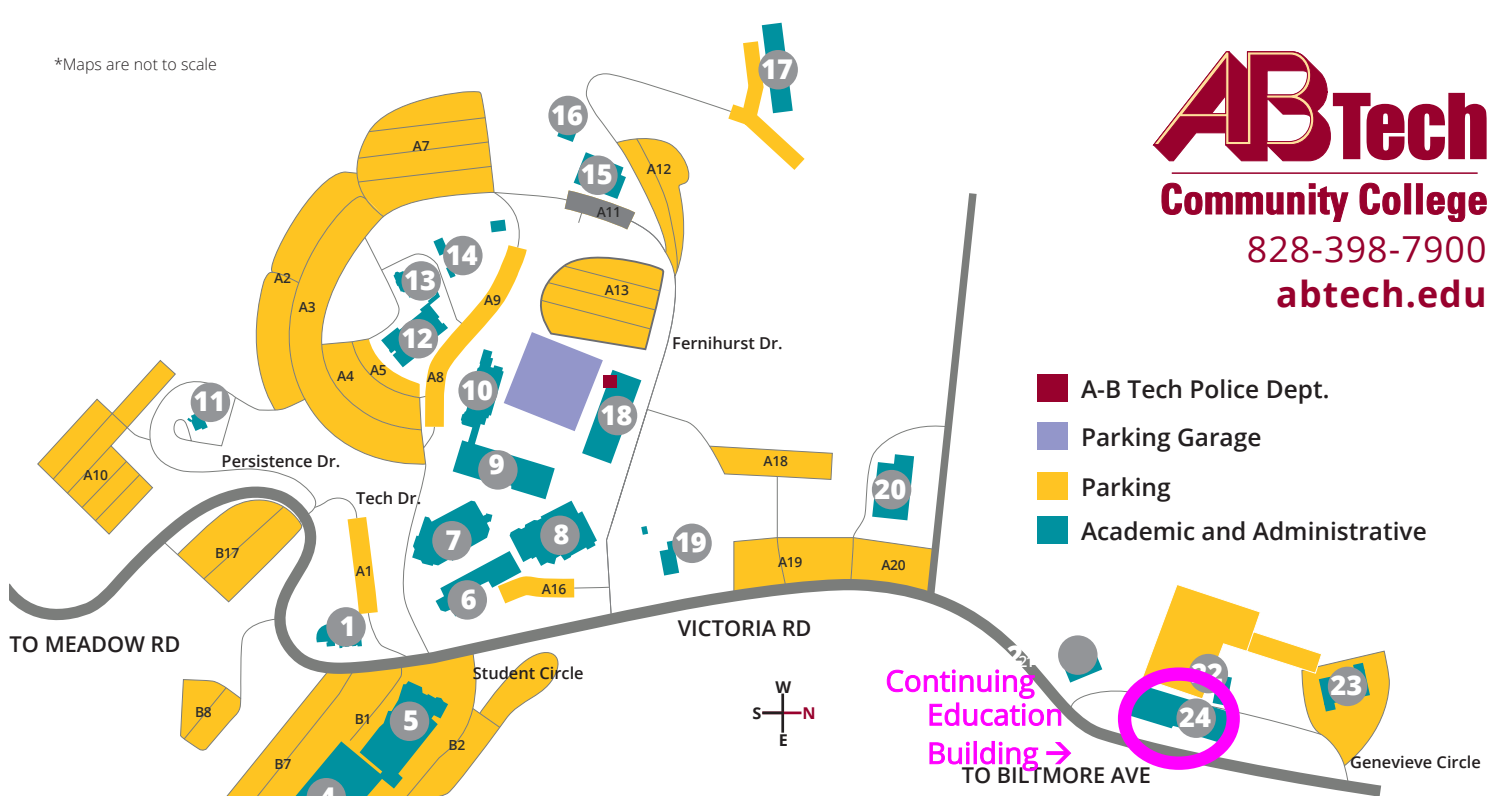 *Maps are not to scale
AB Tech
Community College
828-398-7900
abtech.edu
17
16
A7
15
A12
A11
14
13
A2
A3
A9
A13
12
Fernihurst Dr.
A4
A5
A8
10
18
11
A-B Tech Police Dept.
Parking Garage
Parking
Academic and Administrative
Persistence Dr.
A10
9
A18
20
Tech Dr.
7
8
19
B17
A1
A16
A19
A20
6
1
TO MEADOW RD
VICTORIA RD
Student Circle
22
23
24
Continuing
Education
Building →
W
S
N
E
B8
B1
5
B2
B7
4
TO BILTMORE AVE
Genevieve Circle